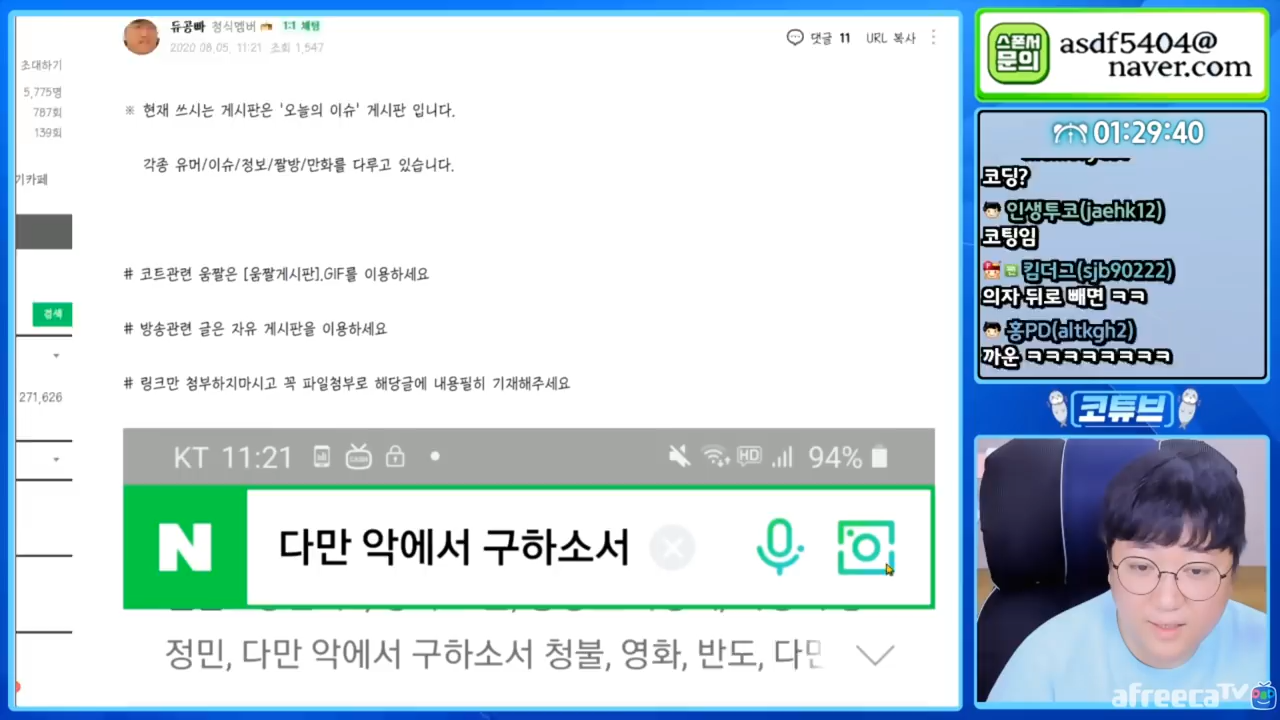 듀공빠 정식멤버 1:1 채팅
2020.08.05. 11:21 조회 1,547
댓글 11 URL 복사
초대하기
5,775명
787회
139회
기카페
검색
271,626
※ 현재 쓰시는 게시판은 '오늘의 이슈' 게시판 입니다.
각종 유머/이슈/정보/짤방/만화를 다루고 있습니다.
# 코트관련 움짤은 [움짤게시판].GIF를 이용하세요
# 방송관련 글은 자유 게시판을 이용하세요
# 링크만 첨부하지마시고 꼭 파일첨부로 해당글에 내용필히 기재해주세요
KT 11:21 HD 94%
N 다만 악에서 구하소서
정민, 다만 악에서 구하소서 청불, 영화, 반도, 다만
스폰서
문의
asdf5404@
naver.com
01:29:40
코딩?
인생투코(jaehk12)
코팅임
킴더그(sjb90222)
의자 뒤로 빼면 ㅋㅋ
홍PD(altkgh2)
까운 ㅋㅋㅋㅋㅋㅋㅋㅋ
코튜브
afreecaTV